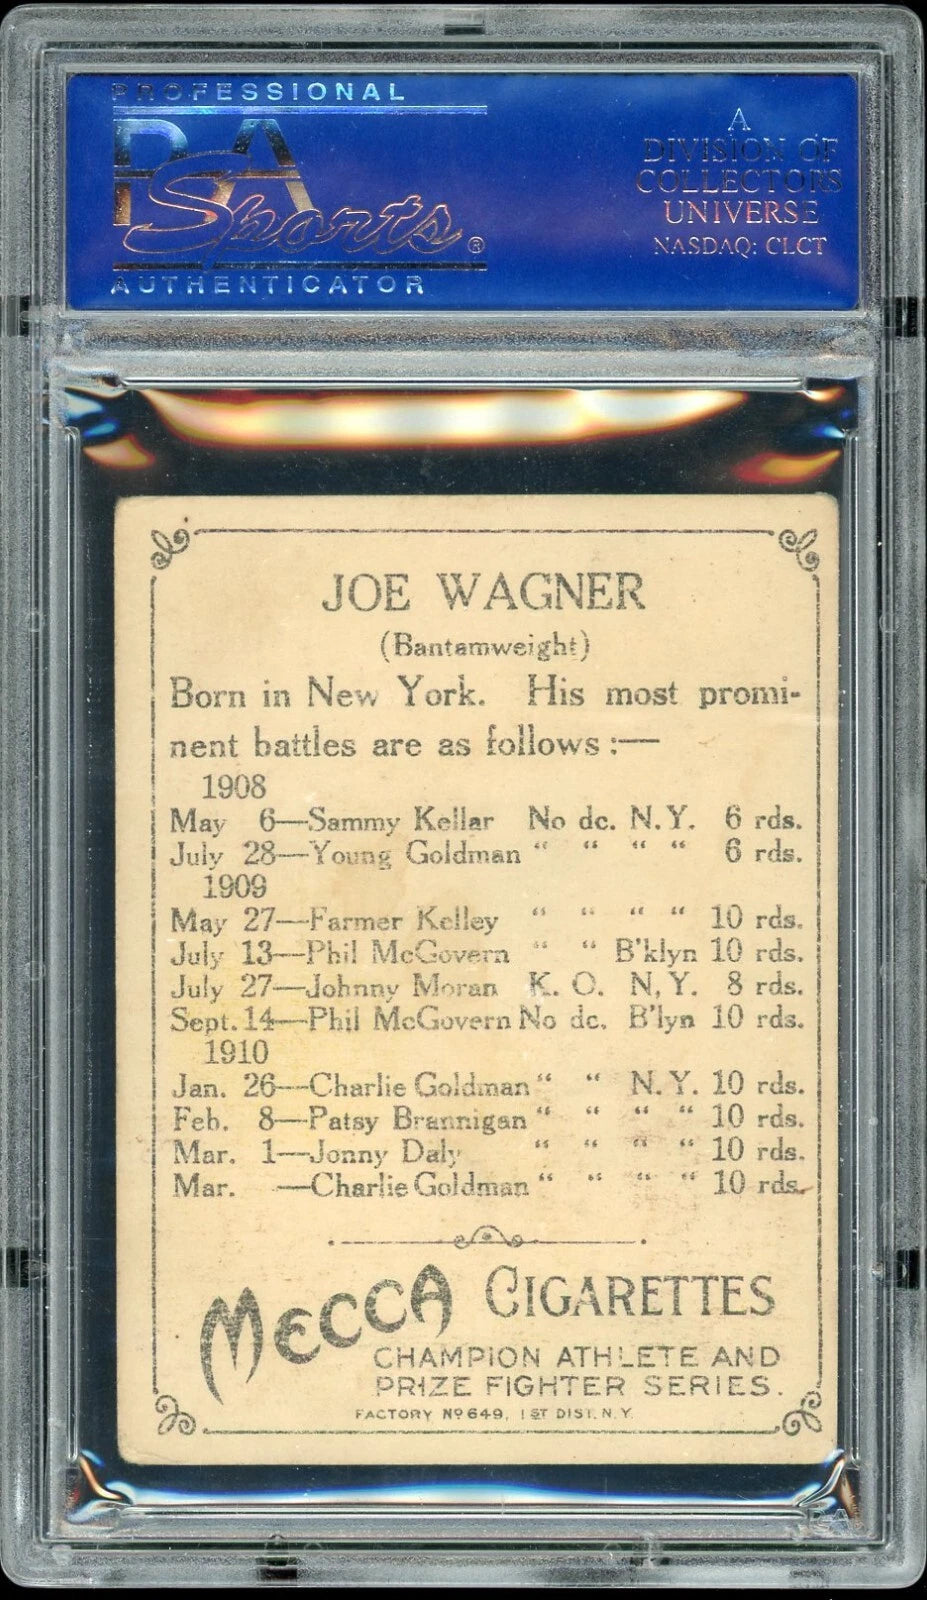 PROFESSIONAL
PSA
Sports®
AUTHENTICATOR
A
DIVISION OF
COLLECTORS
UNIVERSE
NASDAQ: CLCT
JOE WAGNER
(Bantamweight)
Born in New York. His most promi-
nent battles are as follows:—
1908
May 6—Sammy Kellar No dc. N.Y. 6 rds.
July 28—Young Goldman “ “ “ “ 6 rds.
1909
May 27—Farmer Kelley “ “ “ “ 10 rds.
July 13—Phil McGovern “ “ B'klyn 10 rds.
July 27—Johnny Moran K. O. N, Y. 8 rds.
Sept. 14—Phil McGovern No dc. B'lyn 10 rds.
1910
Jan. 26—Charlie Goldman “ “ N.Y. 10 rds.
Feb. 8—Patsy Brannigan “ “ “ “ 10 rds.
Mar. 1—Jonny Daly “ “ “ “ 10 rds.
Mar. —Charlie Goldman “ “ “ “ 10 rds.
MECCA CIGARETTES
CHAMPION ATHLETE AND
PRIZE FIGHTER SERIES.
FACTORY Nº 649, 1ST DIST. N.Y.